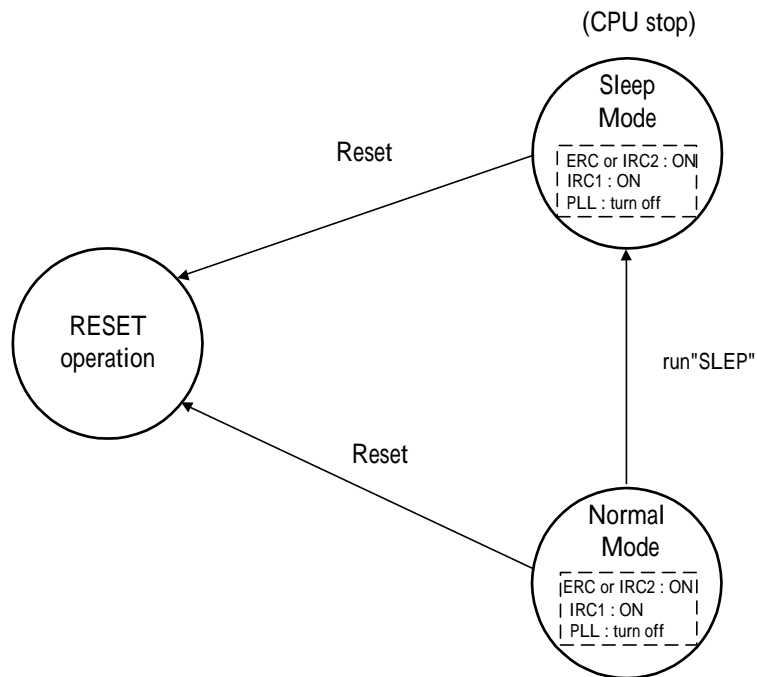 (CPU stop)
Sleep
Mode
ERC or IRC2 : ON
IRC1 : ON
PLL : turn off
Reset
RESET
operation
run"SLEP"
Reset
Normal
Mode
ERC or IRC2 : ON
IRC1 : ON
PLL : turn off